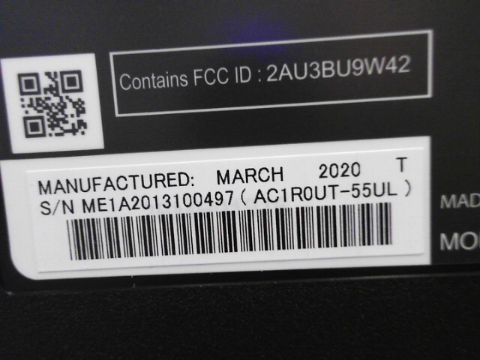 Contains FCC ID : 2AU3BU9W42
MANUFACTURED: MARCH 2020 T
S/N ME1A2013100497 ( AC1R0UT-55UL )
MAD
MO